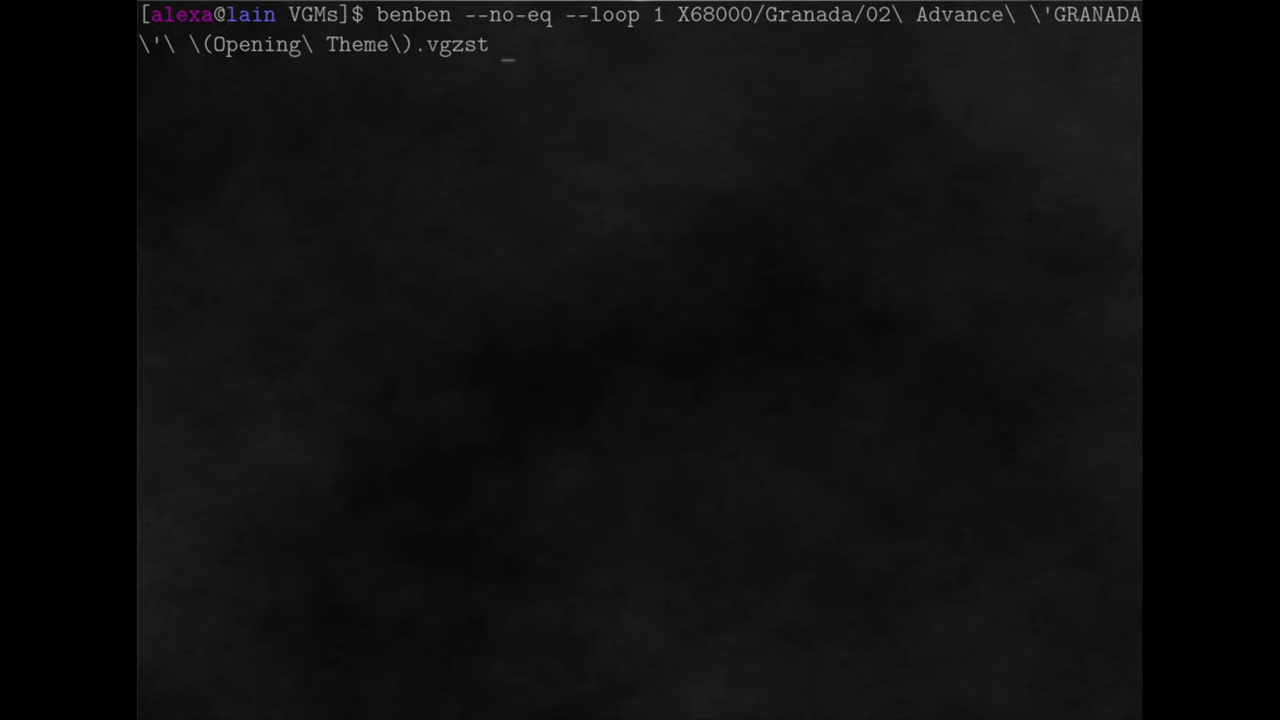 [alexa@lain VGMs]$ benben --no-eq --loop 1 X68000/Granada/02\ Advance\ \'GRANADA
\'\ \(Opening\ Theme\).vgzst _